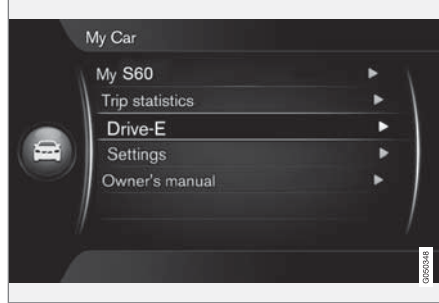 My Car
My S60
Trip statistics
Drive-E
Settings
Owner's manual
G050348